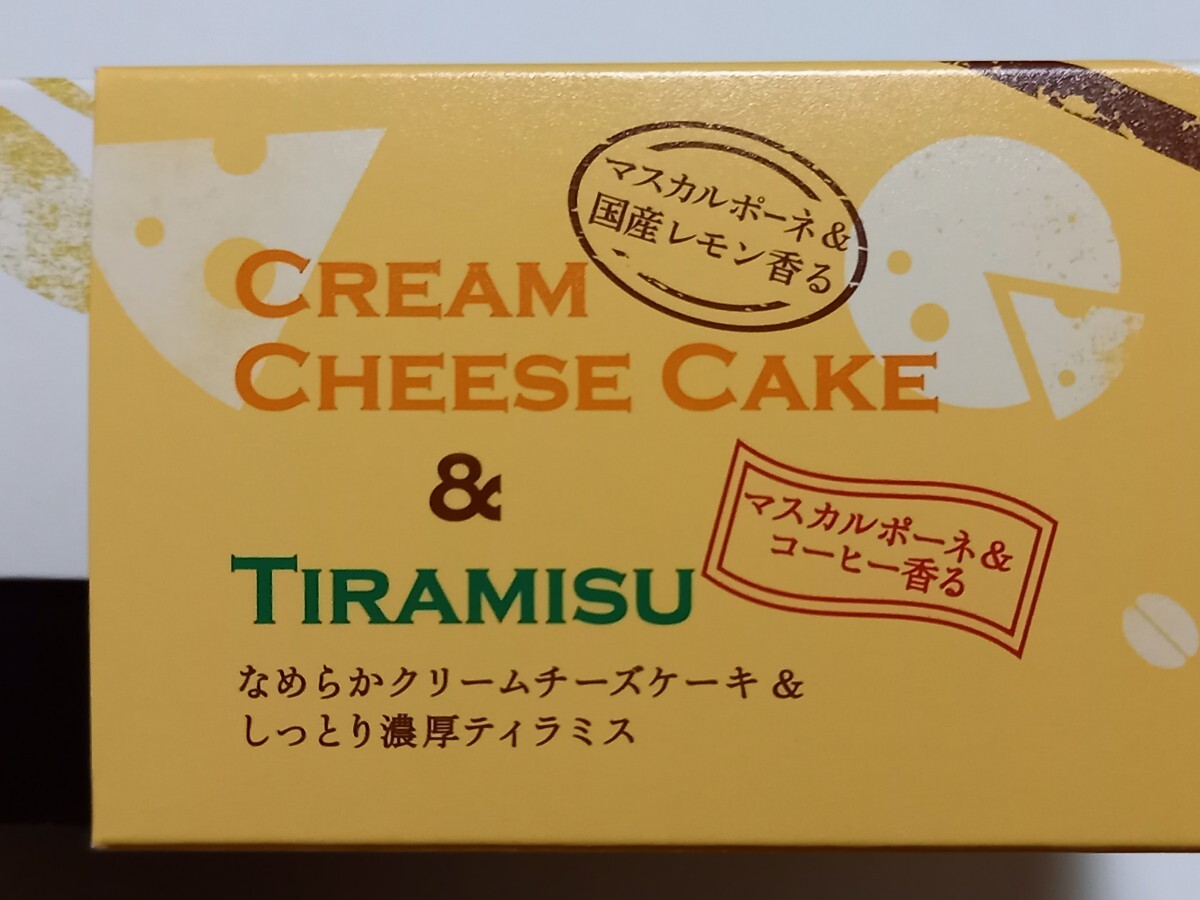 マスカルポーネ&
国産レモン香る
CREAM
CHEESE CAKE
&
TIRAMISU
マスカルポーネ&
コーヒー香る
なめらかクリームチーズケーキ &
しっとり濃厚ティラミス